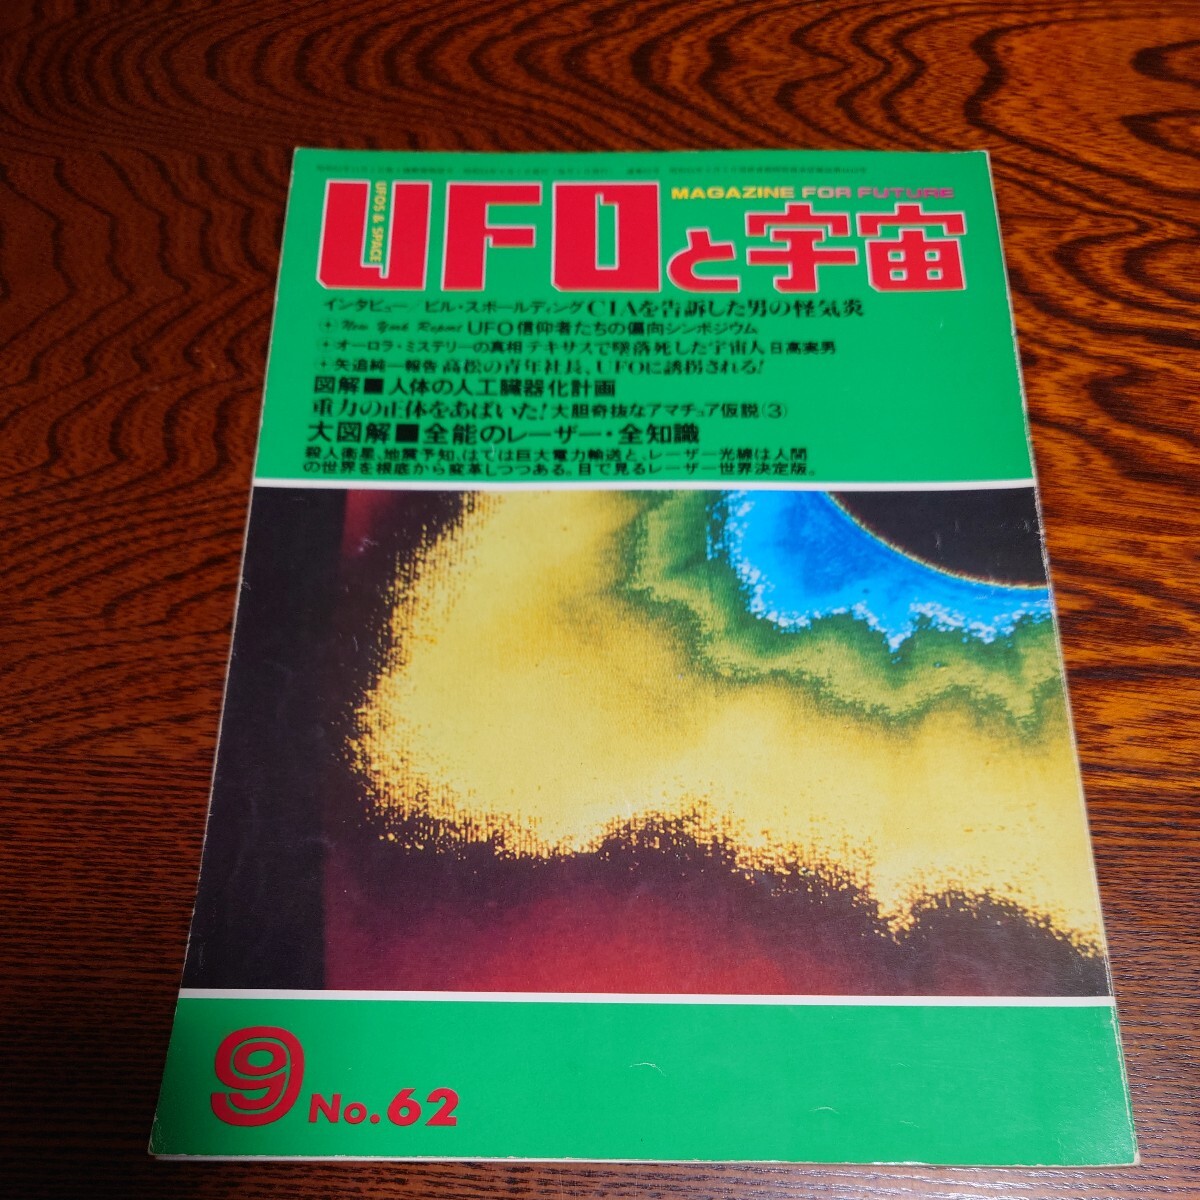 UFOS & SPACE
MAGAZINE FOR FUTURE
UFOと宇宙
インタビュー/ビル・スポールディング CIAを告訴した男の怪気炎
New York Report UFO信仰者たちの偏向シンポジウム
オーロラ・ミステリーの真相 テキサスで墜落死した宇宙人 日高実男
矢追純一報告 高松の青年社長、UFOに誘拐される!
図解■人体の人工臓器化計画
重力の正体をあばいた! 大胆奇抜なアマチュア仮説(3)
大図解■全能のレーザー・全知識
殺人衛星、地震予知、はては巨大電力輸送と、レーザー光線は人間
の世界を根底から変革しつつある。目で見るレーザー世界決定版。
9 No.62